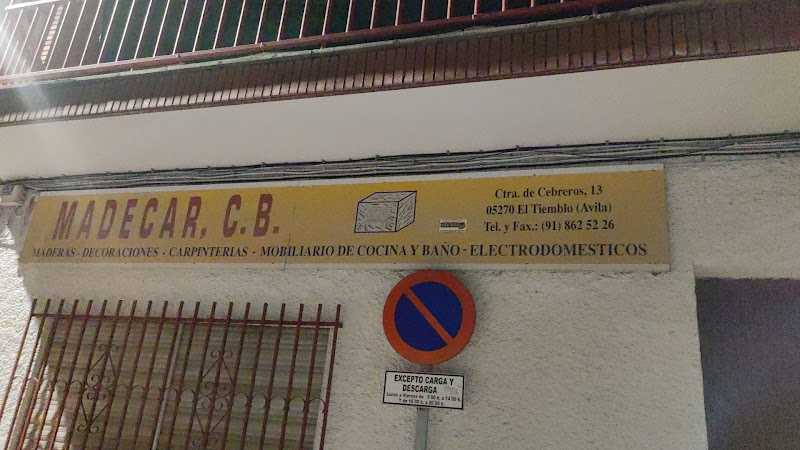 MADECAR, C.B.
Ctra. de Cebreros, 13
05270 El Tiemblo (Avila)
Tel. y Fax.: (91) 862 52 26
MADERAS - DECORACIONES - CARPINTERIAS - MOBILIARIO DE COCINA Y BAÑO - ELECTRODOMESTICOS
EXCEPTO CARGA Y
DESCARGA